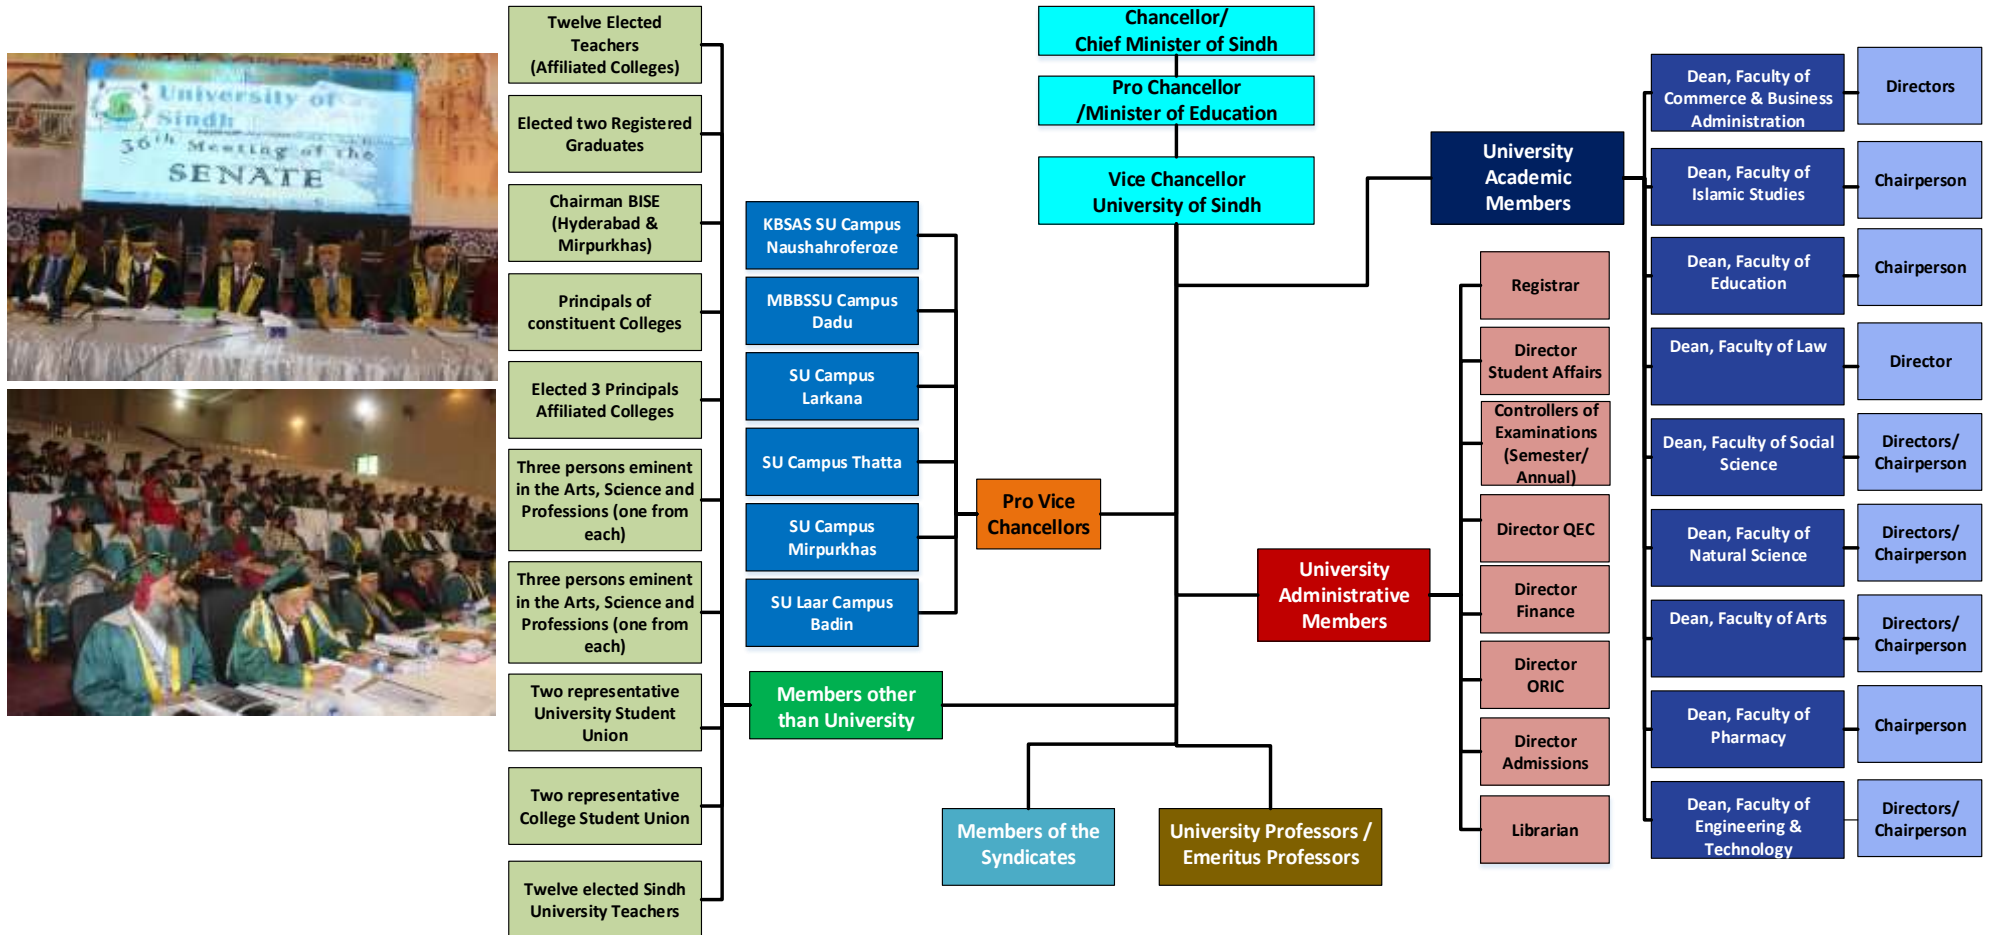 University of
Sindh
36th Meeting of the
SENATE
Twelve Elected
Teachers
(Affiliated Colleges)
Elected two Registered
Graduates
Chairman BISE
(Hyderabad &
Mirpurkhas)
Principals of
constituent Colleges
Elected 3 Principals
Affiliated Colleges
Three persons eminent
in the Arts, Science and
Professions (one from
each)
Three persons eminent
in the Arts, Science and
Professions (one from
each)
Two representative
University Student
Union
Two representative
College Student Union
Twelve elected Sindh
University Teachers
KBSAS SU Campus
Naushahroferoze
MBBSSU Campus
Dadu
SU Campus
Larkana
SU Campus Thatta
SU Campus
Mirpurkhas
SU Laar Campus
Badin
Members other
than University
Chancellor/
Chief Minister of Sindh
Pro Chancellor
/Minister of Education
Vice Chancellor
University of Sindh
Pro Vice
Chancellors
Members of the
Syndicates
University Professors /
Emeritus Professors
University
Administrative
Members
University
Academic
Members
Registrar
Director
Student Affairs
Controllers of
Examinations
(Semester/
Annual)
Director QEC
Director
Finance
Director
ORIC
Director
Admissions
Librarian
Dean, Faculty of
Commerce & Business
Administration
Directors
Dean, Faculty of
Islamic Studies
Chairperson
Dean, Faculty of
Education
Chairperson
Dean, Faculty of Law
Director
Dean, Faculty of Social
Science
Directors/
Chairperson
Dean, Faculty of
Natural Science
Directors/
Chairperson
Dean, Faculty of Arts
Directors/
Chairperson
Dean, Faculty of
Pharmacy
Chairperson
Dean, Faculty of
Engineering &
Technology
Directors/
Chairperson